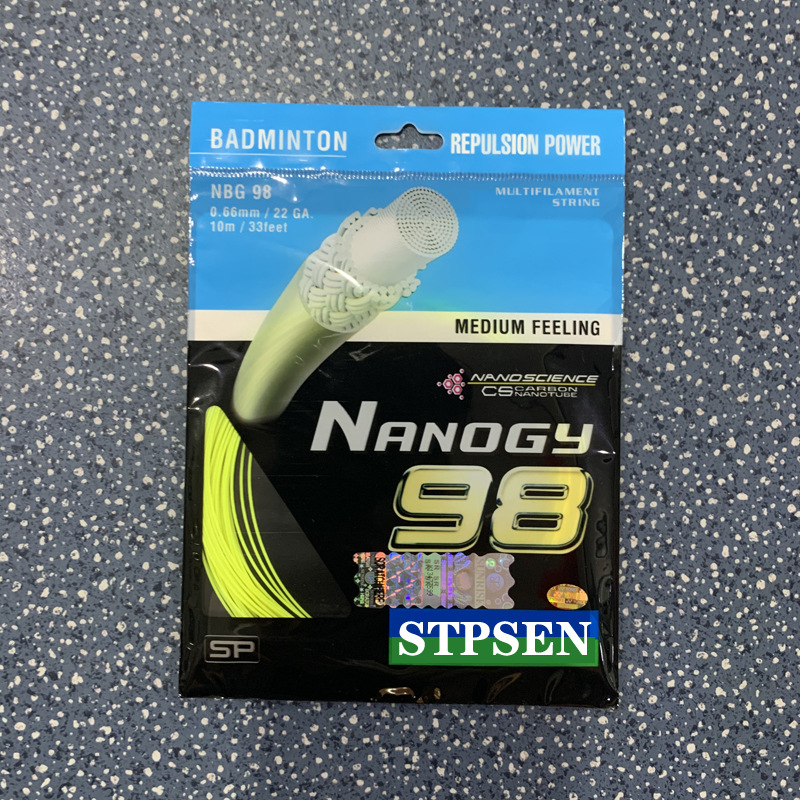 BADMINTON
REPULSION POWER
NBG 98
0.66mm / 22 GA.
10m / 33feet
MULTIFILAMENT
STRING
MEDIUM FEELING
NANOSCIENCE
CS CARBON
NANOTUBE
NANOGY
98
SP
STPSEN